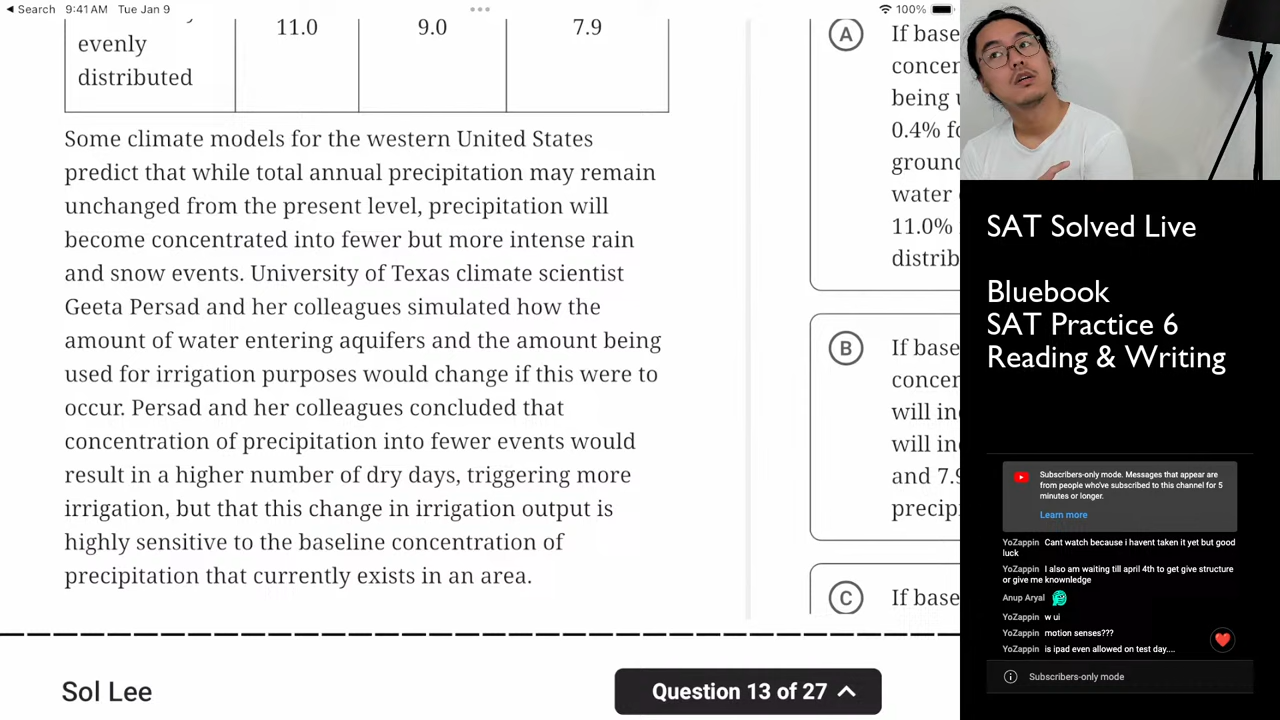 Search 9:41 AM Tue Jan 9
100%
11.0 9.0 7.9
evenly
distributed
Some climate models for the western United States
predict that while total annual precipitation may remain
unchanged from the present level, precipitation will
become concentrated into fewer but more intense rain
and snow events. University of Texas climate scientist
Geeta Persad and her colleagues simulated how the
amount of water entering aquifers and the amount being
used for irrigation purposes would change if this were to
occur. Persad and her colleagues concluded that
concentration of precipitation into fewer events would
result in a higher number of dry days, triggering more
irrigation, but that this change in irrigation output is
highly sensitive to the baseline concentration of
precipitation that currently exists in an area.
A
If base
concen
being u
0.4% fo
ground
water
11.0%
distrib
B
If base
concen
will in
will in
and 7.9
precip
C
If base
Sol Lee
Question 13 of 27
SAT Solved Live
Bluebook
SAT Practice 6
Reading & Writing
Subscribers-only mode. Messages that appear are
from people who've subscribed to this channel for 5
minutes or longer.
Learn more
YoZappin Cant watch because i havent taken it yet but good
luck
YoZappin I also am waiting till april 4th to get give structure
or give me knownledge
Anup Aryal
YoZappin w ui
YoZappin motion senses???
YoZappin is ipad even allowed on test day....
Subscribers-only mode